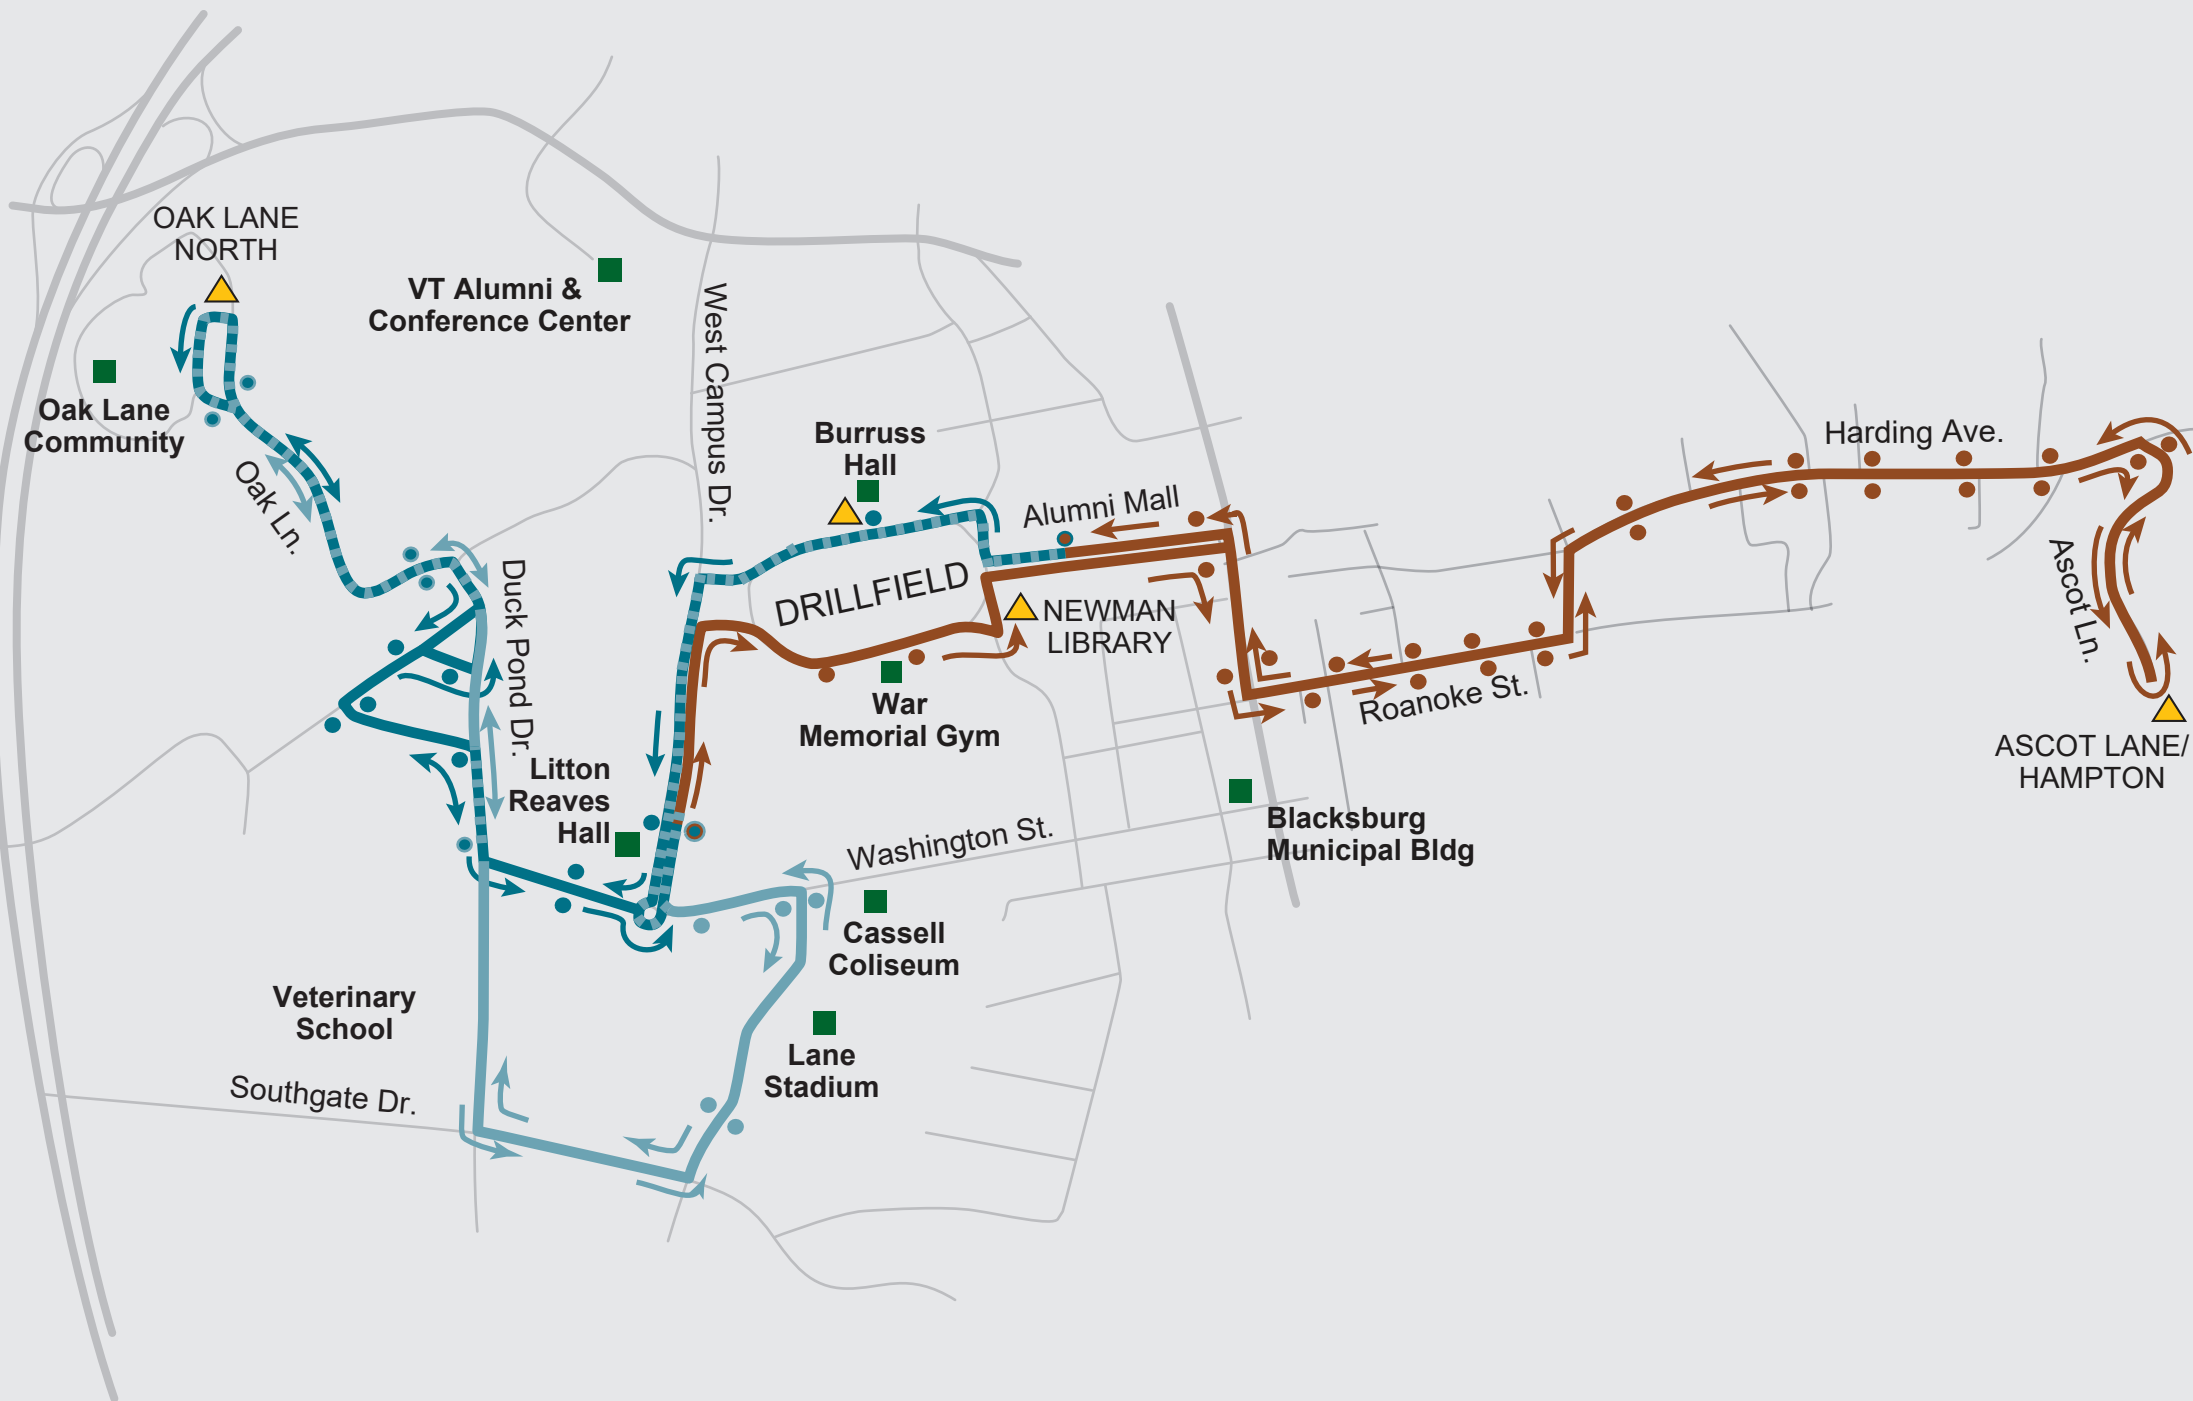 OAK LANE
NORTH
VT Alumni &
Conference Center
West Campus Dr.
Oak Lane
Community
Oak Ln.
Burruss
Hall
Alumni Mall
Harding Ave.
DRILLFIELD
NEWMAN
LIBRARY
Duck Pond Dr.
Ascot Ln.
War
Memorial Gym
Roanoke St.
ASCOT LANE/
HAMPTON
Litton
Reaves
Hall
Washington St.
Blacksburg
Municipal Bldg
Cassell
Coliseum
Veterinary
School
Lane
Stadium
Southgate Dr.